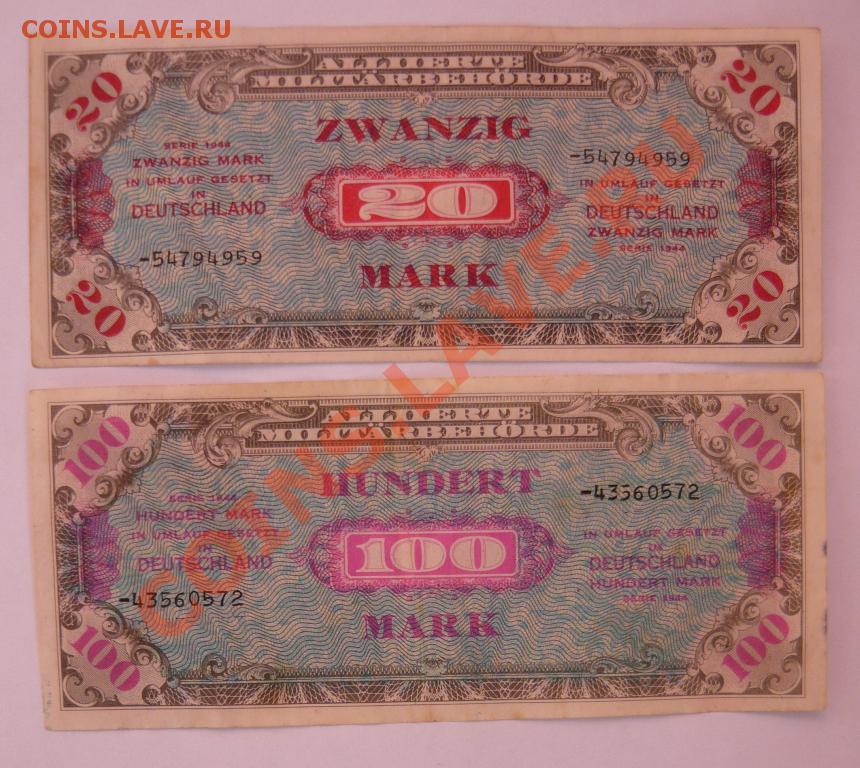 COINS.LAVE.RU
ALLIIERTE
MILITÄRBEHÖRDE
20
20
ZWANZIG
SERIE 1944
ZWANZIG MARK
IN UMLAUF GESETZT
IN
DEUTSCHLAND
-54794959
20
-54794959
IN UMLAUF GESETZT
IN
DEUTSCHLAND
ZWANZIG MARK
SERIE 1944
MARK
20
20
COINS.LAVE.RU
ALLIIERTE
MILITÄRBEHÖRDE
100
100
HUNDERT
SERIE 1944
HUNDERT MARK
IN UMLAUF GESETZT
IN
DEUTSCHLAND
-43560572
100
-43560572
IN UMLAUF GESETZT
IN
DEUTSCHLAND
HUNDERT MARK
SERIE 1944
MARK
100
100